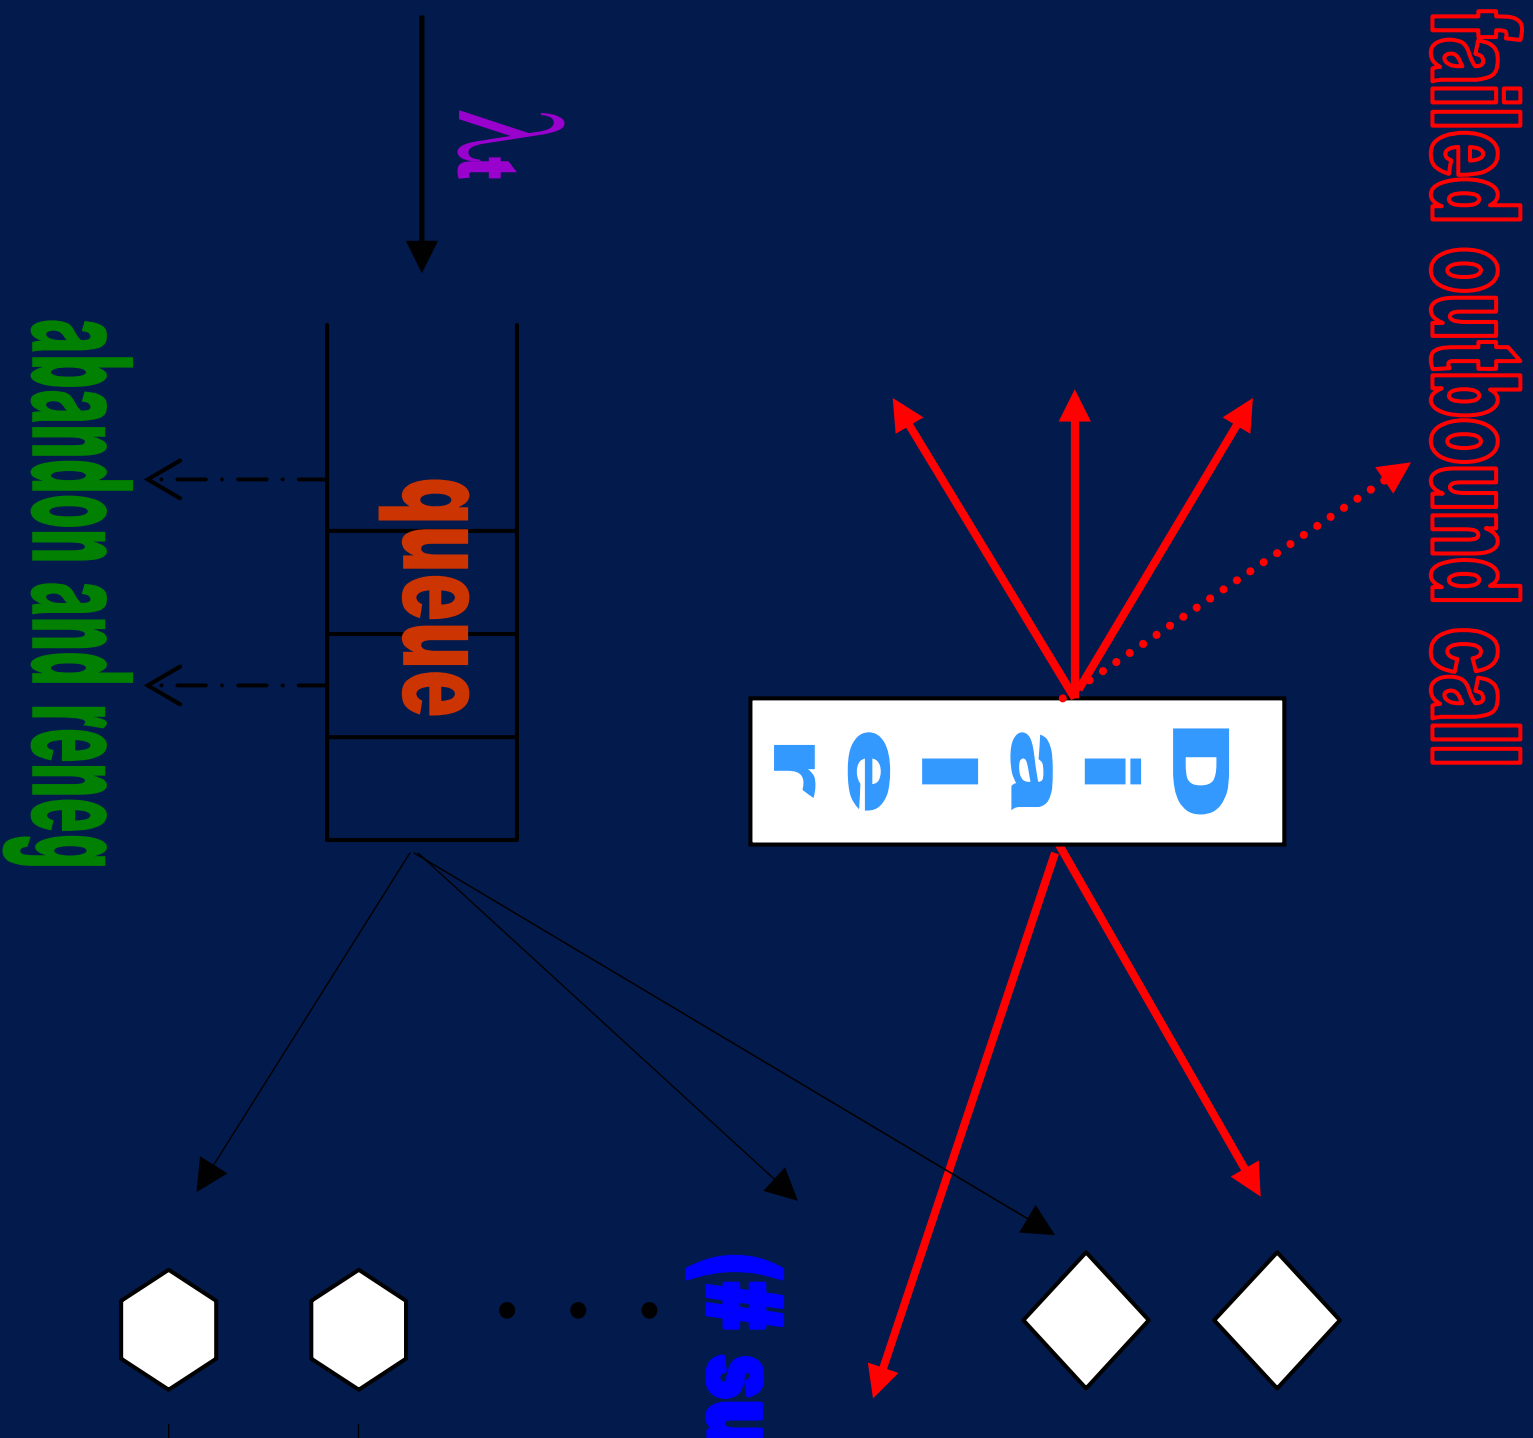 failed outbound call
λt
abandon and reneg
queue
Dialer
(# su